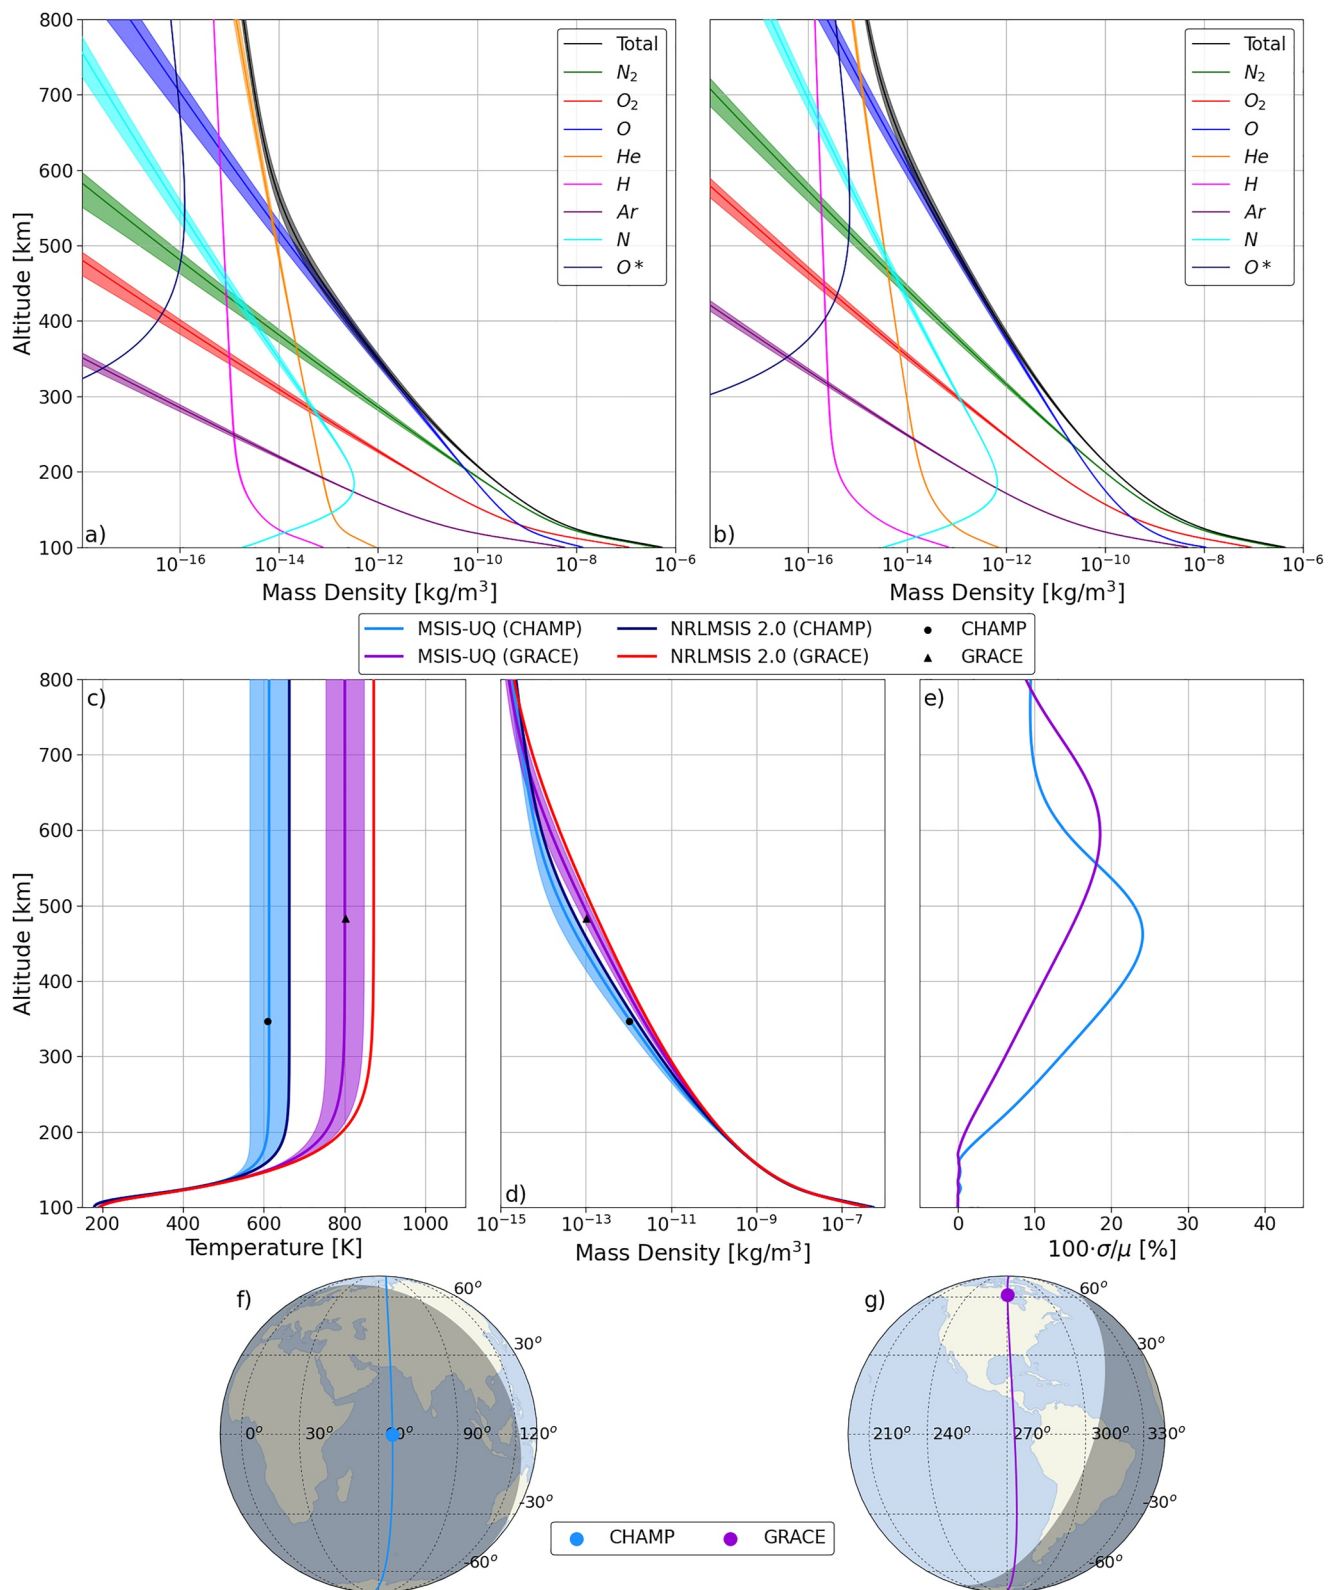 800
700
600
500
400
300
200
100
Altitude [km]
a)
Total
N₂
O₂
O
He
H
Ar
N
O*
10⁻¹⁶ 10⁻¹⁴ 10⁻¹² 10⁻¹⁰ 10⁻⁸ 10⁻⁶
Mass Density [kg/m³]
b)
Total
N₂
O₂
O
He
H
Ar
N
O*
10⁻¹⁶ 10⁻¹⁴ 10⁻¹² 10⁻¹⁰ 10⁻⁸ 10⁻⁶
Mass Density [kg/m³]
MSIS-UQ (CHAMP) NRLMSIS 2.0 (CHAMP) CHAMP
MSIS-UQ (GRACE) NRLMSIS 2.0 (GRACE) GRACE
800
700
600
500
400
300
200
100
Altitude [km]
c)
200 400 600 800 1000
Temperature [K]
d)
10⁻¹⁵ 10⁻¹³ 10⁻¹¹ 10⁻⁹ 10⁻⁷
Mass Density [kg/m³]
e)
0 10 20 30 40
100·σ/μ [%]
f)
60°
30°
0° 30° 60° 90° 120°
-30°
-60°
g)
60°
30°
210° 240° 270° 300° 330°
-30°
-60°
CHAMP GRACE